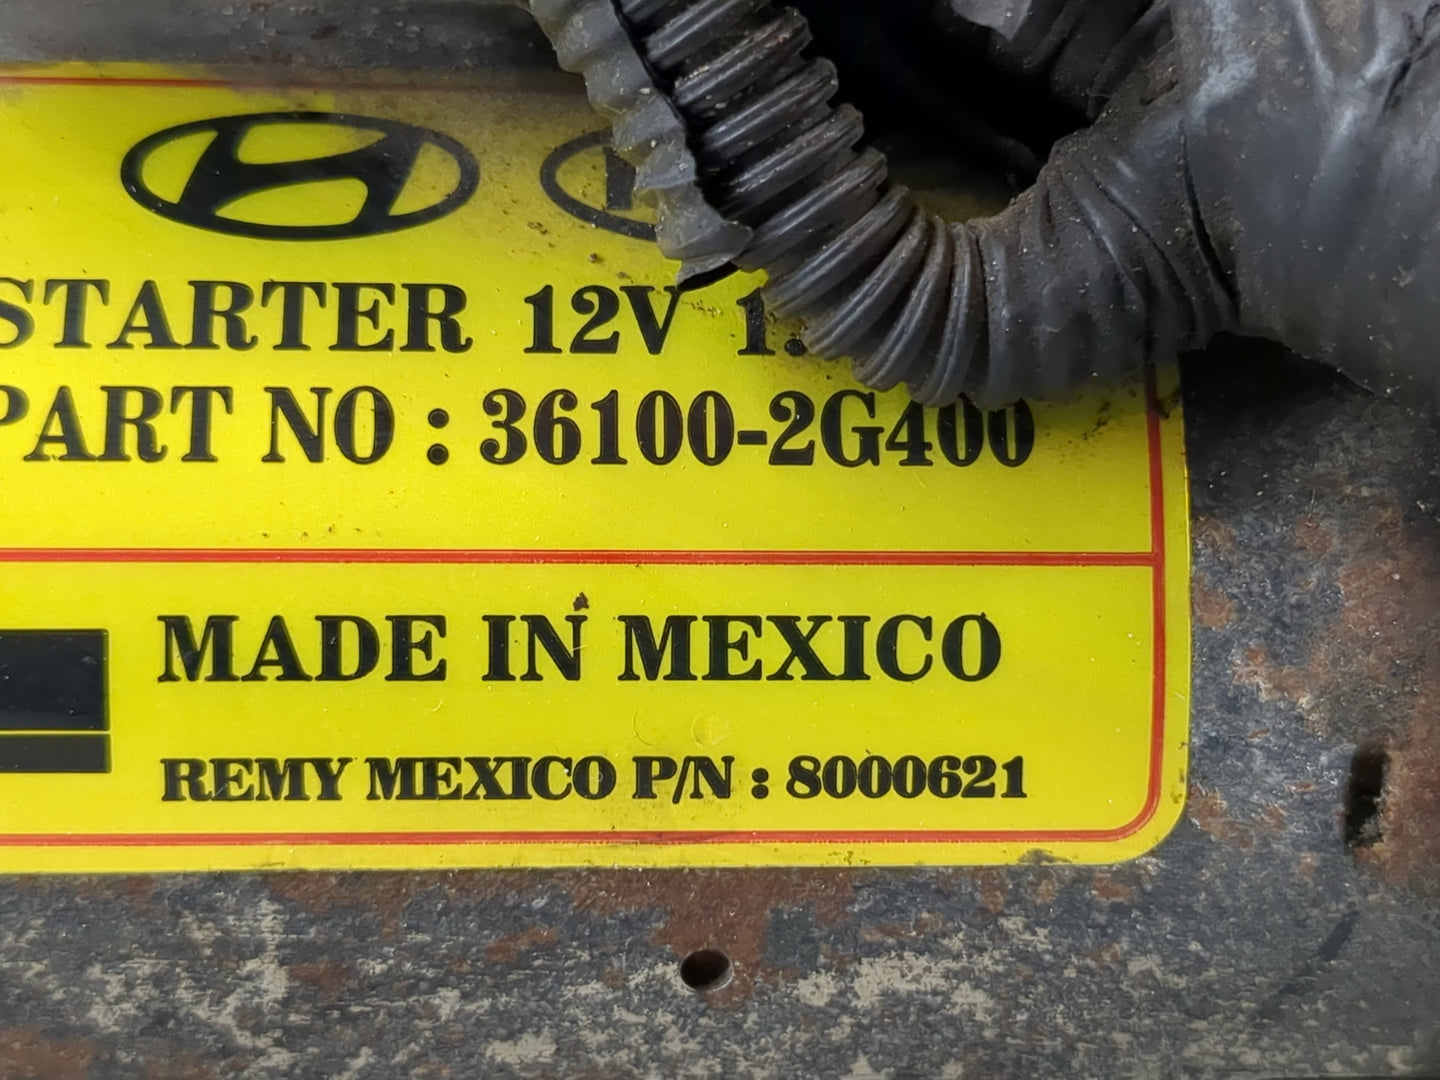 STARTER 12V 1.
PART NO : 36100-2G400
MADE IN MEXICO
REMY MEXICO P/N : 8000621